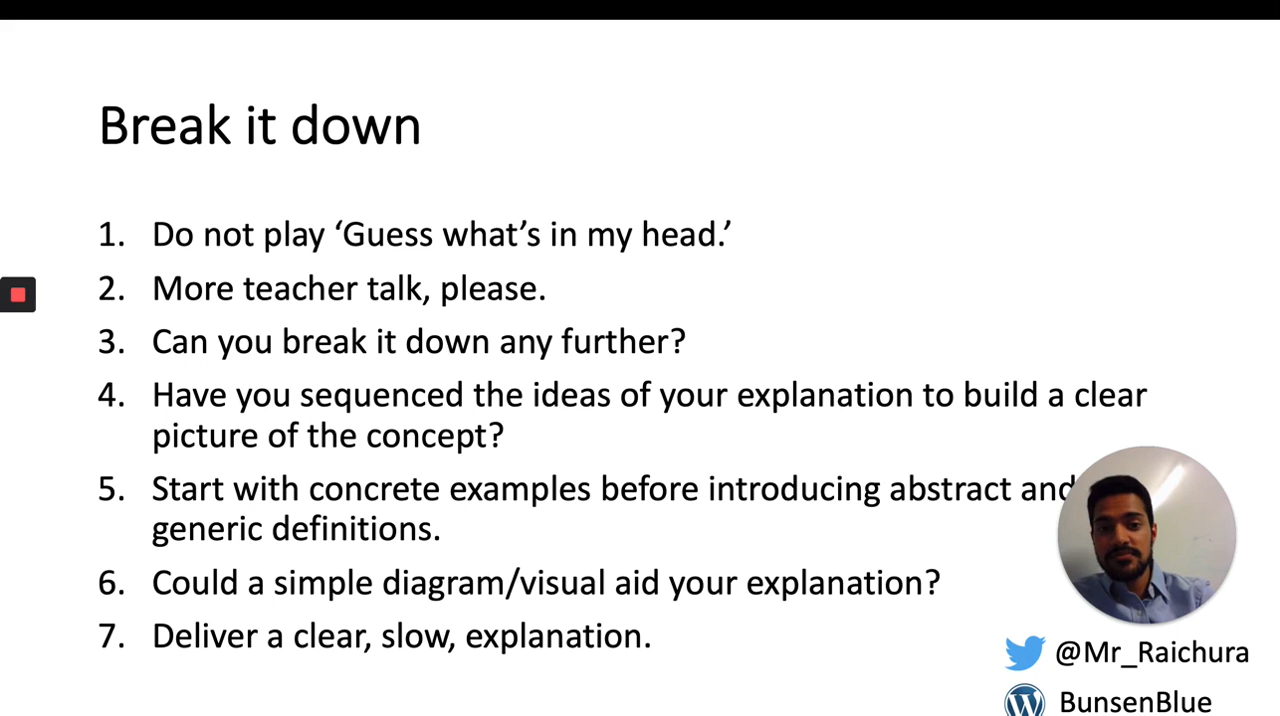 Break it down
1. Do not play ‘Guess what’s in my head.’
2. More teacher talk, please.
3. Can you break it down any further?
4. Have you sequenced the ideas of your explanation to build a clear
picture of the concept?
5. Start with concrete examples before introducing abstract and
generic definitions.
6. Could a simple diagram/visual aid your explanation?
7. Deliver a clear, slow, explanation.
@Mr_Raichura
BunsenBlue